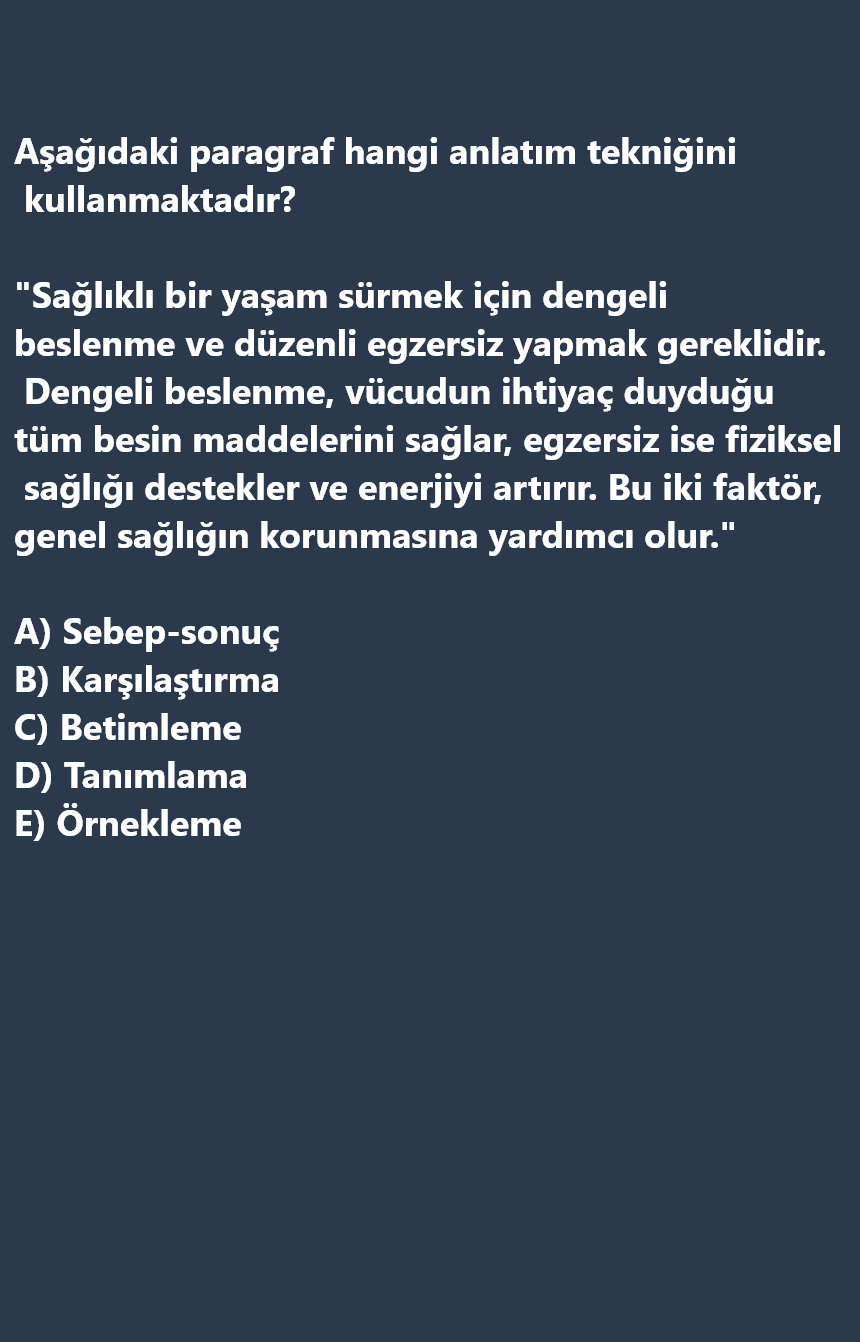 Aşağıdaki paragraf hangi anlatım tekniğini
kullanmaktadır?
"Sağlıklı bir yaşam sürmek için dengeli
beslenme ve düzenli egzersiz yapmak gereklidir.
Dengeli beslenme, vücudun ihtiyaç duyduğu
tüm besin maddelerini sağlar, egzersiz ise fiziksel
sağlığı destekler ve enerjiyi artırır. Bu iki faktör,
genel sağlığın korunmasına yardımcı olur."
A) Sebep-sonuç
B) Karşılaştırma
C) Betimleme
D) Tanımlama
E) Örnekleme